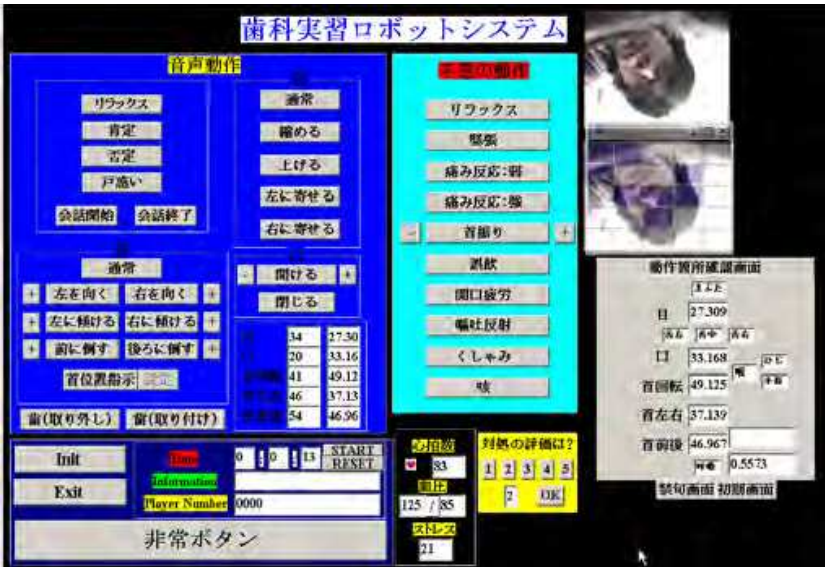 歯科実習ロボットシステム
音声動作
リラックス
肯定
否定
戸惑い
会話開始 会話終了
通常
縮める
上げる
左に寄せる
右に寄せる
通常
+ 左を向く 右を向く +
+ 左に傾ける 右に傾ける +
+ 前に倒す 後ろに倒す +
首位置指示
- 開ける +
閉じる
34 27.30
20 33.16
41 49.12
46 37.13
54 46.96
歯(取り外し) 歯(取り付け)
の動作
リラックス
緊張
痛み反応:弱
痛み反応:強
- 首振り +
誤飲
開口疲労
嘔吐反射
くしゃみ
咳
動作箇所確認画面
まぶた
目 27.309
口 33.168
首回転 49.125
首左右 37.139
首前後 46.967
0.5573
初期画面
Init
Exit
Time 0 0 13 START
RESET
Information
Player Number 0000
非常ボタン
心拍数
83
血圧
125 / 85
ストレス
21
対処の評価は?
1 2 3 4 5
2 OK